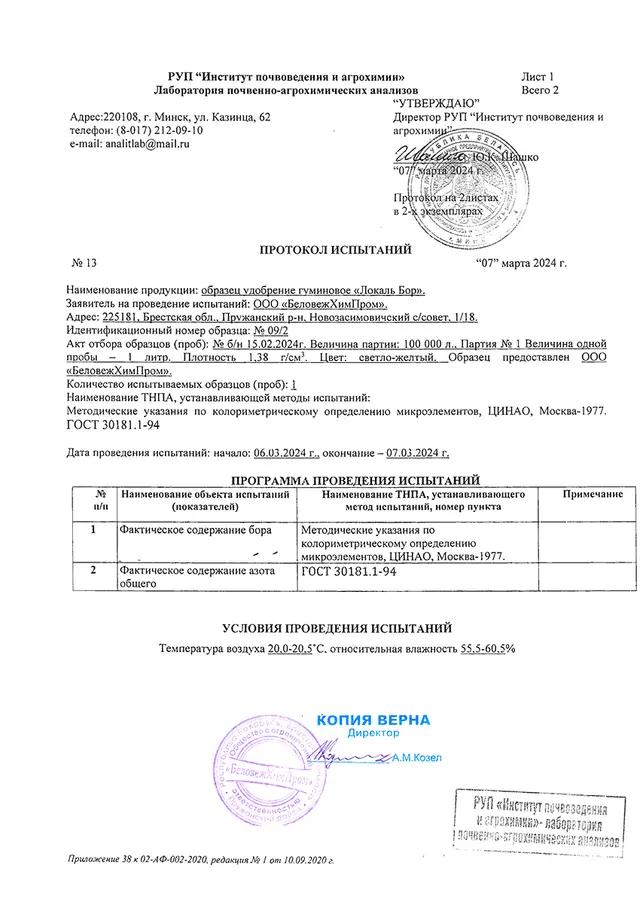 РУП “Институт почвоведения и агрохимии»
Лист 1
Лаборатория почвенно-агрохимических анализов
Всего 2
“УТВЕРЖДАЮ”
Адрес:220108, г. Минск, ул. Казинца, 62
Директор РУП “Институт почвоведения и
телефон: (8-017) 212-09-10
агрохимии”
e-mail: analitlab@mail.ru
Ю.К. Шашко
“07” марта 2024 г.
Протокол на 2листах
в 2-х экземплярах
ПРОТОКОЛ ИСПЫТАНИЙ
№ 13
“07” марта 2024 г.
Наименование продукции: образец удобрение гуминовое «Локаль Бор».
Заявитель на проведение испытаний: ООО «БеловежХимПром».
Адрес: 225181, Брестская обл., Пружанский р-н, Новозасимовичский с/совет, 1/18.
Идентификационный номер образца: № 09/2
Акт отбора образцов (проб): № б/н 15.02.2024г. Величина партии: 100 000 л., Партия № 1 Величина одной
пробы – 1 литр. Плотность 1,38 г/см³. Цвет: светло-желтый. Образец предоставлен ООО
«БеловежХимПром».
Количество испытываемых образцов (проб): 1
Наименование ТНПА, устанавливающей методы испытаний:
Методические указания по колориметрическому определению микроэлементов, ЦИНАО, Москва-1977.
ГОСТ 30181.1-94
Дата проведения испытаний: начало: 06.03.2024 г., окончание – 07.03.2024 г.
ПРОГРАММА ПРОВЕДЕНИЯ ИСПЫТАНИЙ
№ п/п
Наименование объекта испытаний (показателей)
Наименование ТНПА, устанавливающего метод испытаний, номер пункта
Примечание
1
Фактическое содержание бора
Методические указания по
колориметрическому определению
микроэлементов, ЦИНАО, Москва-1977.
2
Фактическое содержание азота
общего
ГОСТ 30181.1-94
УСЛОВИЯ ПРОВЕДЕНИЯ ИСПЫТАНИЙ
Температура воздуха 20,0-20,5˚С, относительная влажность 55,5-60,5%
КОПИЯ ВЕРНА
Директор
А.М.Козел
«БеловежХимПром»
РУП «Институт почвоведения
и агрохимии»- лаборатория
почвенно-агрохимических анализов
Приложение 38 к 02-АФ-002-2020, редакция № 1 от 10.09.2020 г.